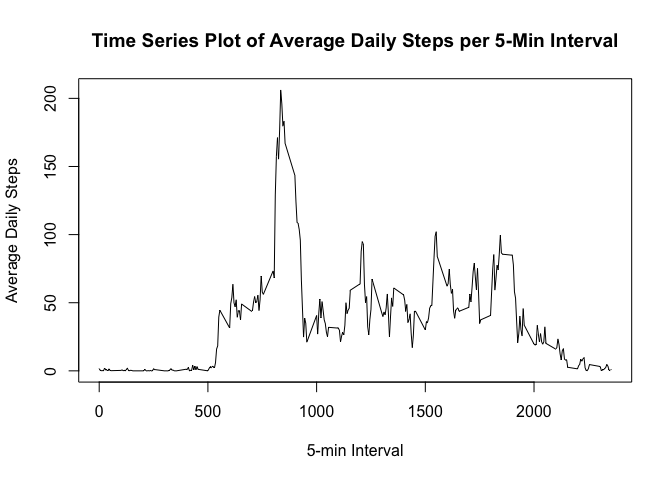 Time Series Plot of Average Daily Steps per 5-Min Interval
Average Daily Steps
200
150
100
50
0
0 500 1000 1500 2000
5-min Interval